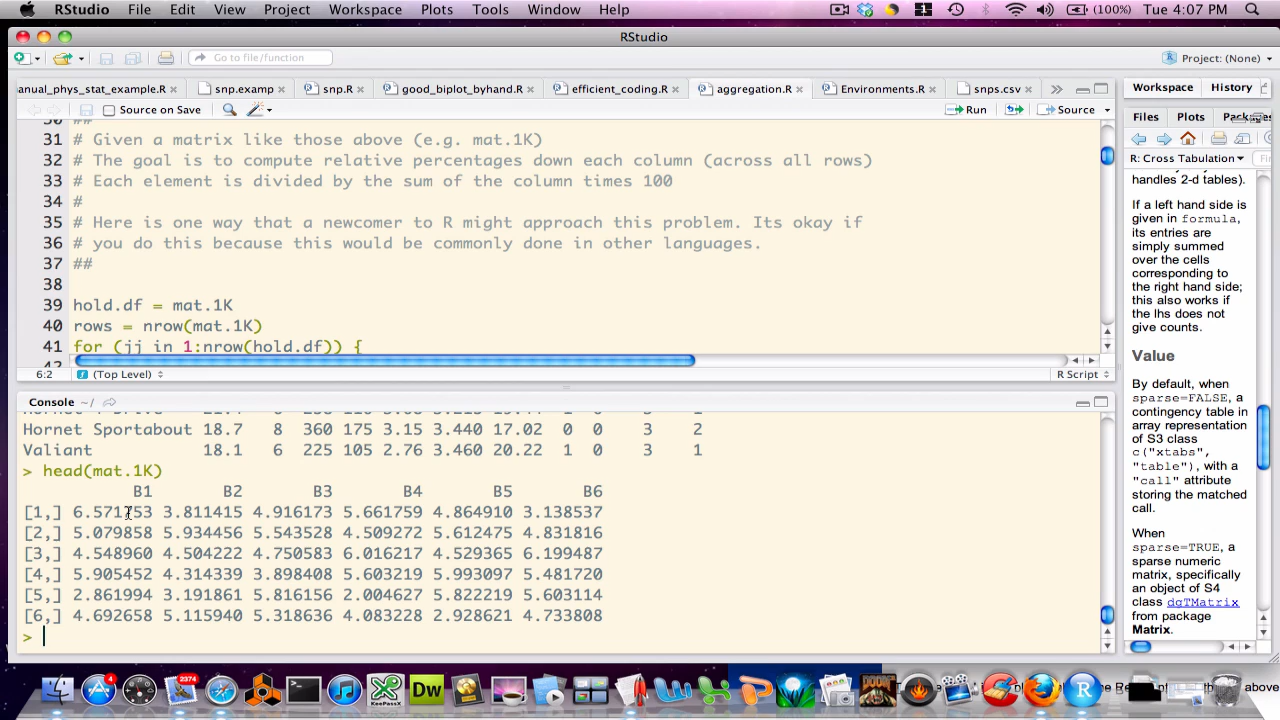 RStudio File Edit View Project Workspace Plots Tools Window Help (100%) Tue 4:07 PM
RStudio
Go to file/function Project: (None)
anual_phys_stat_example.R snp.examp snp.R good_biplot_byhand.R efficient_coding.R aggregation.R Environments.R snps.csv
Source on Save Run Source
31 # Given a matrix like those above (e.g. mat.1K)
32 # The goal is to compute relative percentages down each column (across all rows)
33 # Each element is divided by the sum of the column times 100
34 #
35 # Here is one way that a newcomer to R might approach this problem. Its okay if
36 # you do this because this would be commonly done in other languages.
37 ##
38
39 hold.df = mat.1K
40 rows = nrow(mat.1K)
41 for (jj in 1:nrow(hold.df)) {
6:2 (Top Level) R Script
Console ~/
Hornet Sportabout 18.7 8 360 175 3.15 3.440 17.02 0 0 3 2
Valiant 18.1 6 225 105 2.76 3.460 20.22 1 0 3 1
> head(mat.1K)
B1 B2 B3 B4 B5 B6
[1,] 6.571753 3.811415 4.916173 5.661759 4.864910 3.138537
[2,] 5.079858 5.934456 5.543528 4.509272 5.612475 4.831816
[3,] 4.548960 4.504222 4.750583 6.016217 4.529365 6.199487
[4,] 5.905452 4.314339 3.898408 5.603219 5.993097 5.481720
[5,] 2.861994 3.191861 5.816156 2.004627 5.822219 5.603114
[6,] 4.692658 5.115940 5.318636 4.083228 2.928621 4.733808
>
Workspace History
Files Plots
R: Cross Tabulation
handles 2-d tables).
If a left hand side is
given in formula,
its entries are
simply summed
over the cells
corresponding to
the right hand side;
this also works if
the lhs does not
give counts.
Value
By default, when
sparse=FALSE, a
contingency table in
array representation
of S3 class
c("xtabs",
"table"), with a
"call" attribute
storing the matched
call.
When
sparse=TRUE, a
sparse numeric
matrix, specifically
an object of S4
class dgTMatrix
from package
Matrix.
2374
KeePassX
Dw
above